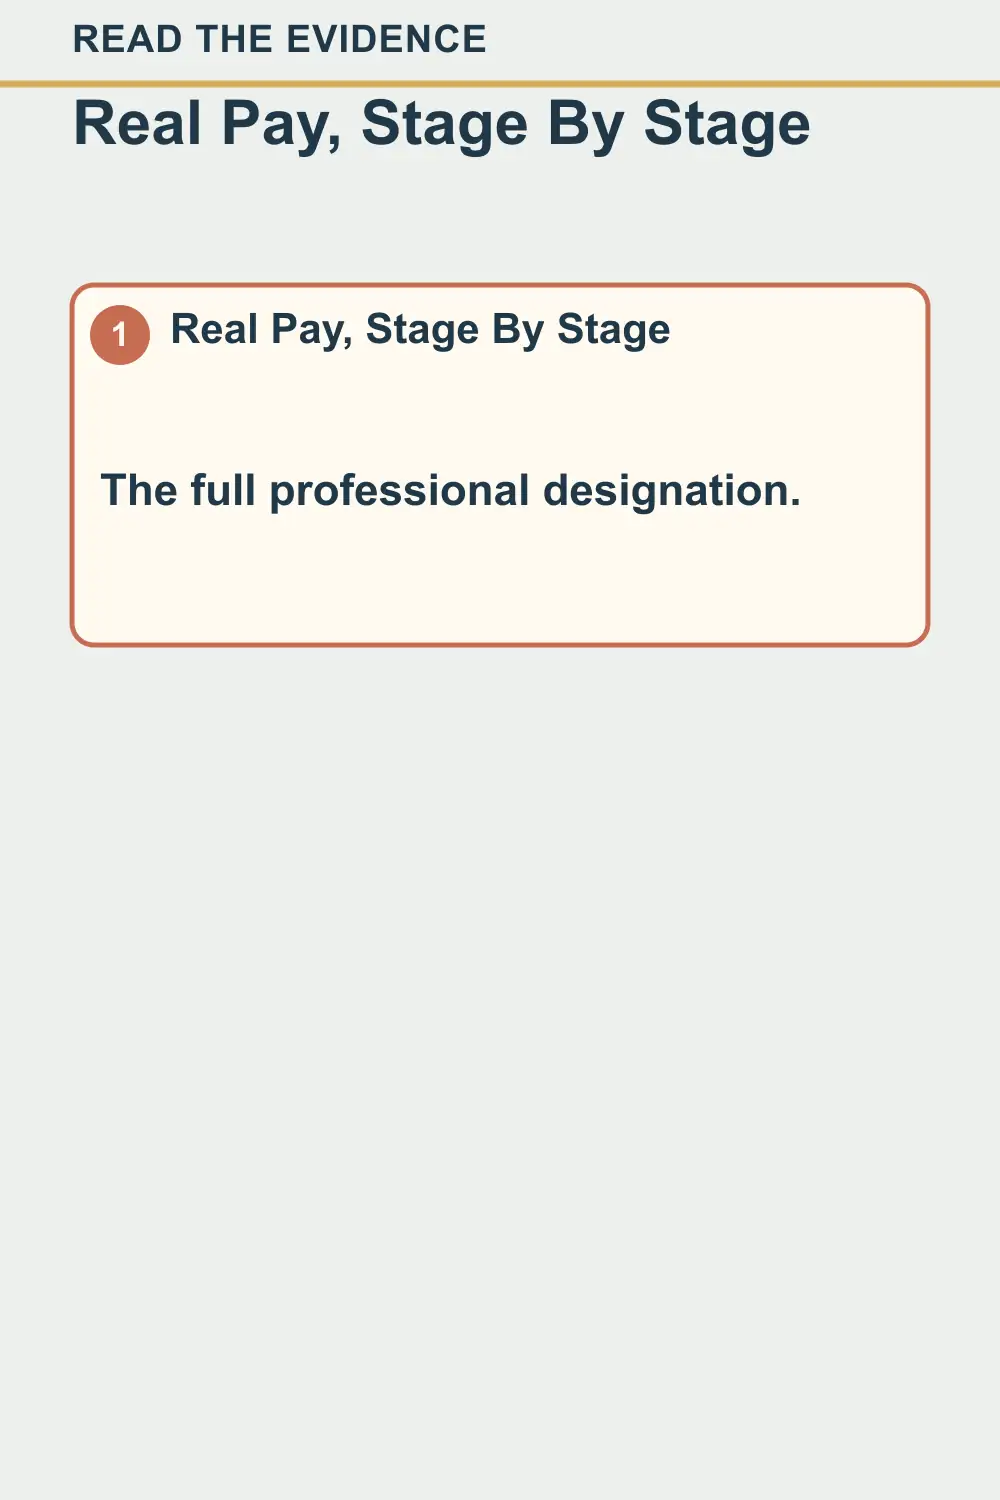 READ THE EVIDENCE
Real Pay, Stage By Stage
1 Real Pay, Stage By Stage
The full professional designation.